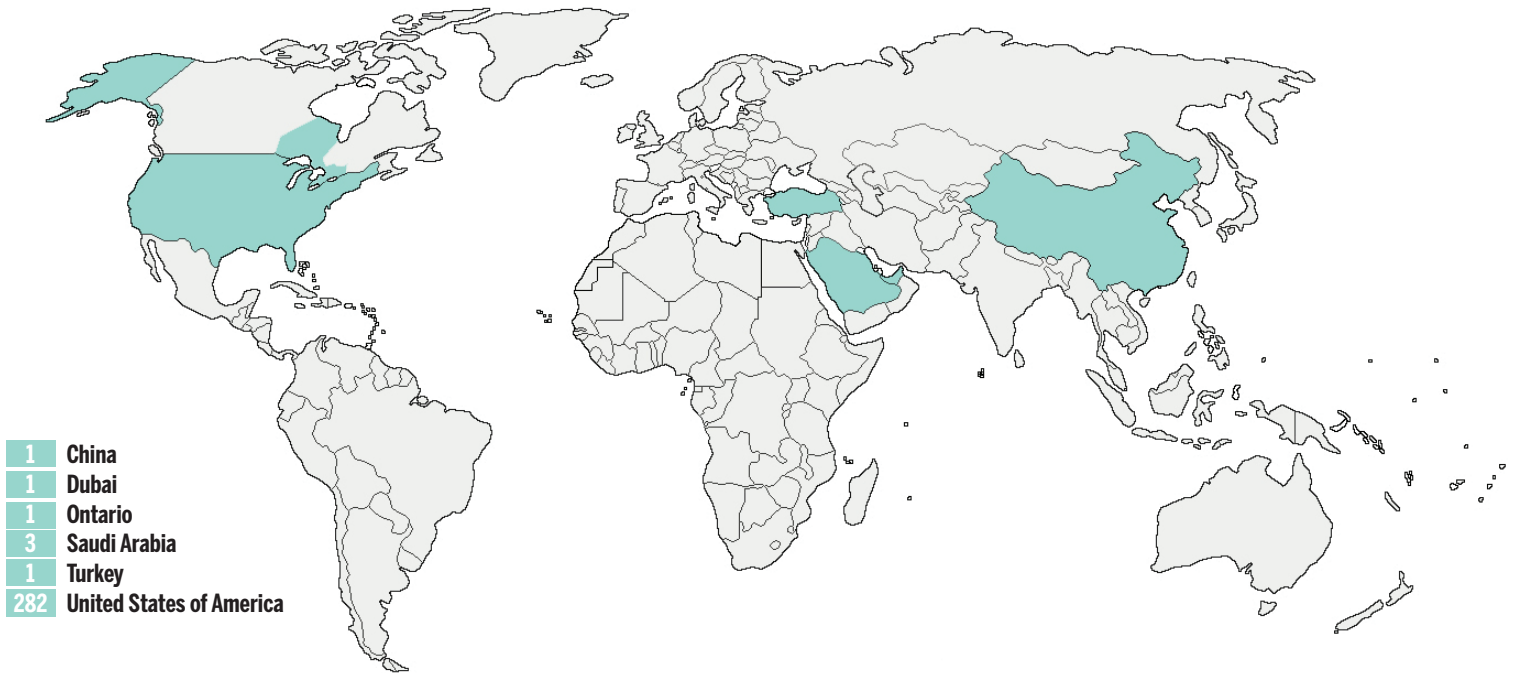 1 China
1 Dubai
1 Ontario
3 Saudi Arabia
1 Turkey
282 United States of America